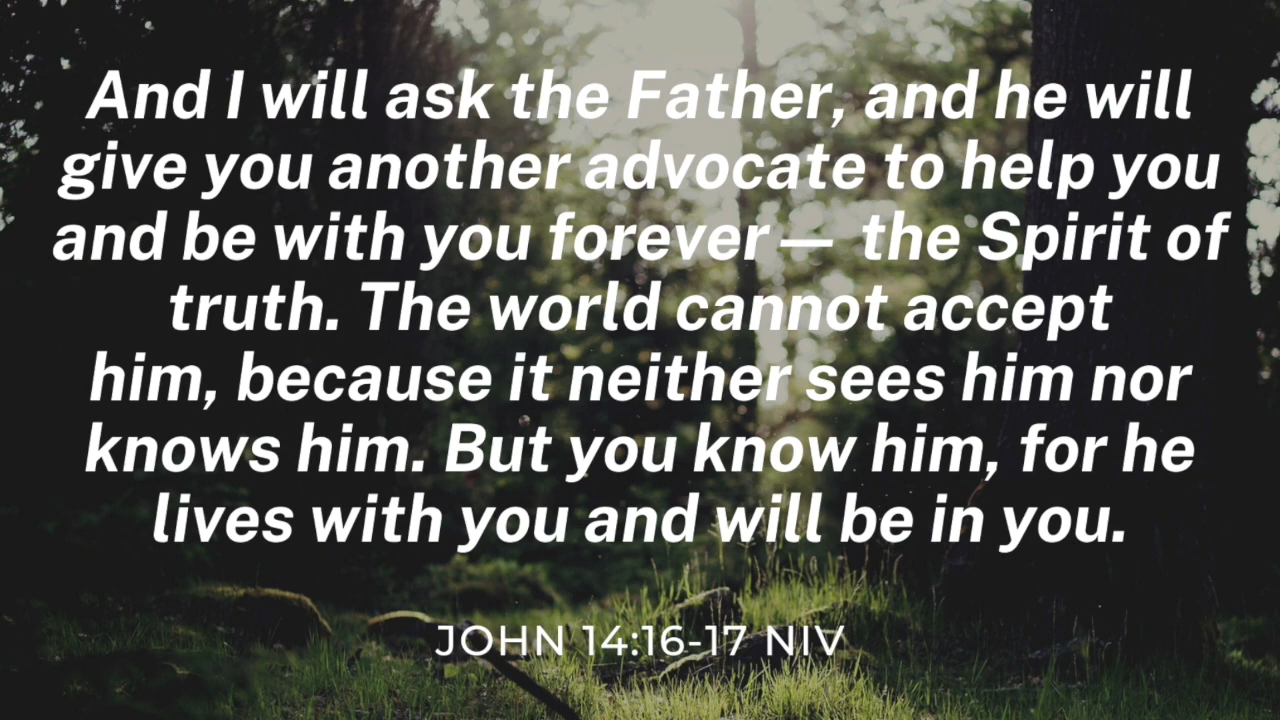 And I will ask the Father, and he will
give you another advocate to help you
and be with you forever— the Spirit of
truth. The world cannot accept
him, because it neither sees him nor
knows him. But you know him, for he
lives with you and will be in you.
JOHN 14:16-17 NIV